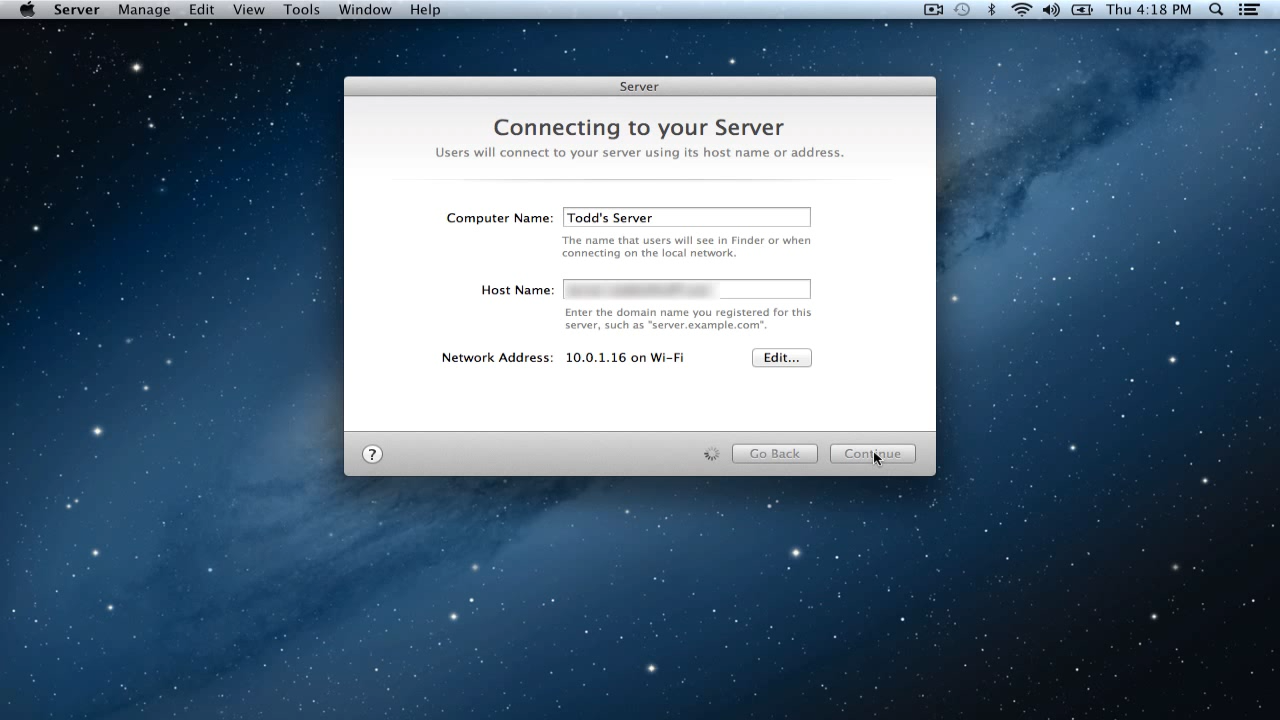 Server Manage Edit View Tools Window Help Thu 4:18 PM
Server
Connecting to your Server
Users will connect to your server using its host name or address.
Computer Name: Todd's Server
The name that users will see in Finder or when
connecting on the local network.
Host Name:
Enter the domain name you registered for this
server, such as "server.example.com".
Network Address: 10.0.1.16 on Wi-Fi Edit...
? Go Back Continue